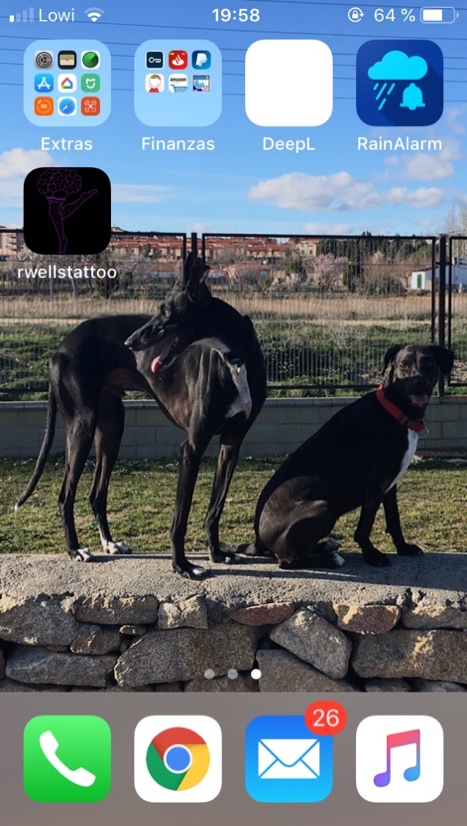 Lowi 19:58 64 %
Extras Finanzas DeepL RainAlarm
rwellstattoo
26